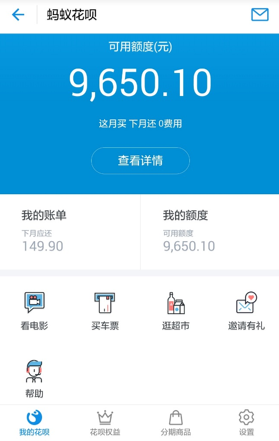 蚂蚁花呗
可用额度(元)
9,650.10
这月买 下月还 0费用
查看详情
我的账单
下月应还
149.90
我的额度
可用额度
9,650.10
看电影
买车票
逛超市
邀请有礼
帮助
我的花呗
花呗权益
分期商品
设置